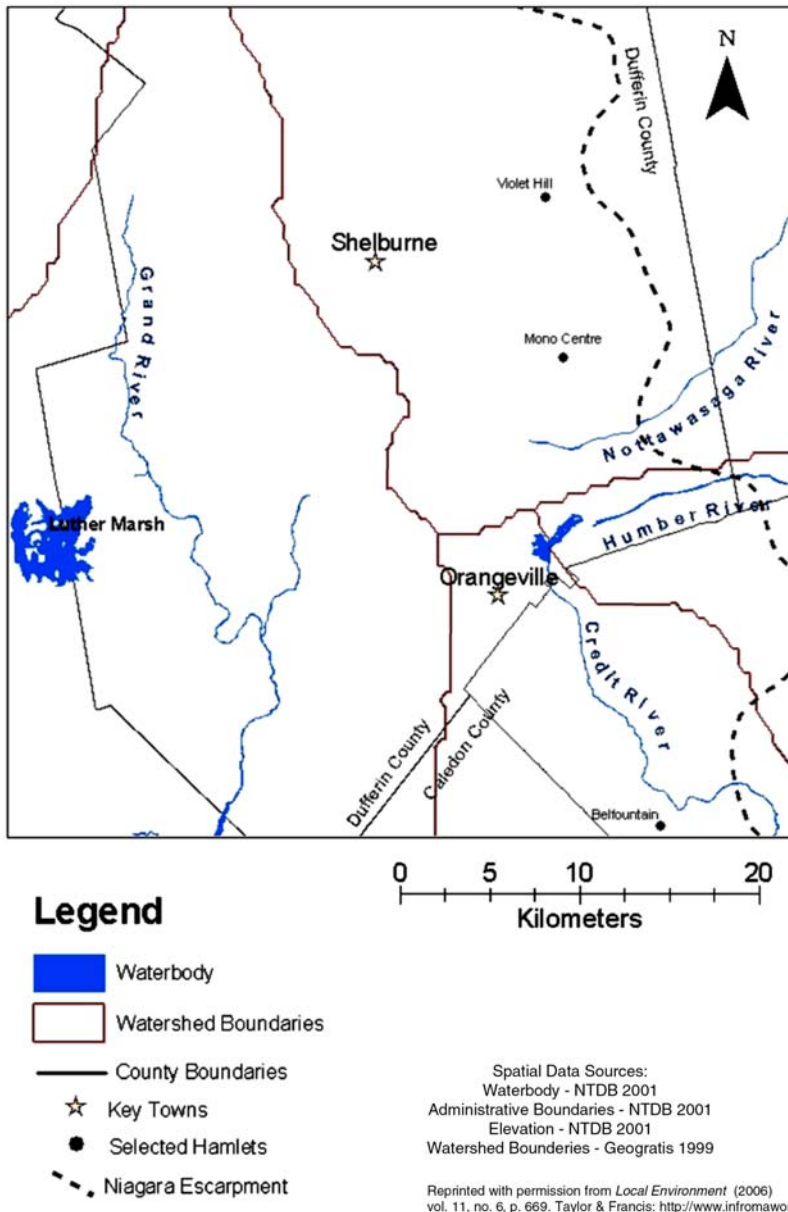 N
Dufferin County
Violet Hill
Shelburne
Grand River
Mono Centre
Nottawasaga River
Luther Marsh
Humber River
Orangeville
Credit River
Dufferin County
Caledon County
Belfountain
0 5 10 20
Kilometers
Legend
Waterbody
Watershed Boundaries
County Boundaries
Key Towns
Selected Hamlets
Niagara Escarpment
Spatial Data Sources:
Waterbody - NTDB 2001
Administrative Boundaries - NTDB 2001
Elevation - NTDB 2001
Watershed Bounderies - Geogratis 1999
Reprinted with permission from Local Environment (2006)
vol. 11, no. 6, p. 669. Taylor & Francis: http://www.infromawo